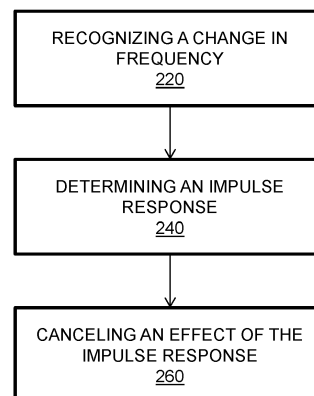 RECOGNIZING A CHANGE IN
FREQUENCY
220
DETERMINING AN IMPULSE
RESPONSE
240
CANCELING AN EFFECT OF THE
IMPULSE RESPONSE
260